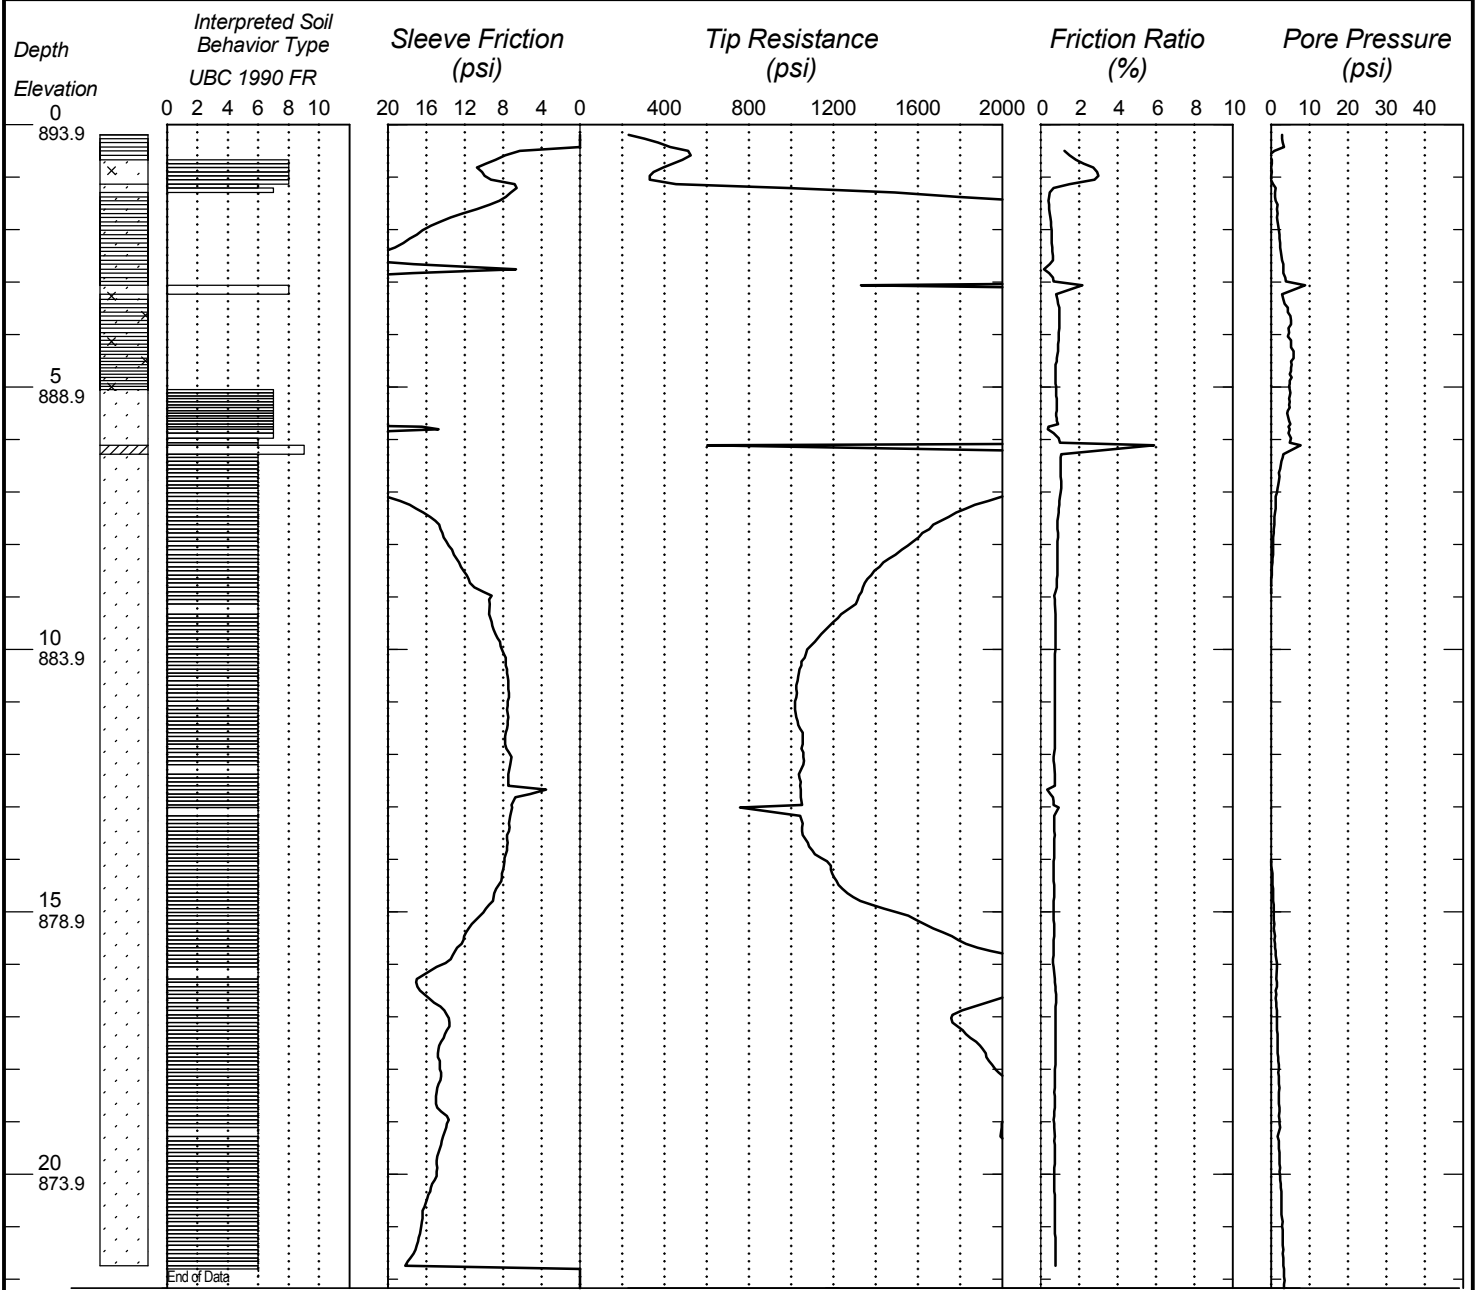 Interpreted Soil
Behavior Type
UBC 1990 FR
Depth
Elevation
Sleeve Friction
(psi)
Tip Resistance
(psi)
Friction Ratio
(%)
Pore Pressure
(psi)
0 2 4 6 8 10
20 16 12 8 4 0
400 800 1200 1600 2000
0 2 4 6 8 10
0 10 20 30 40
0
893.9
5
888.9
10
883.9
15
878.9
20
873.9
End of Data